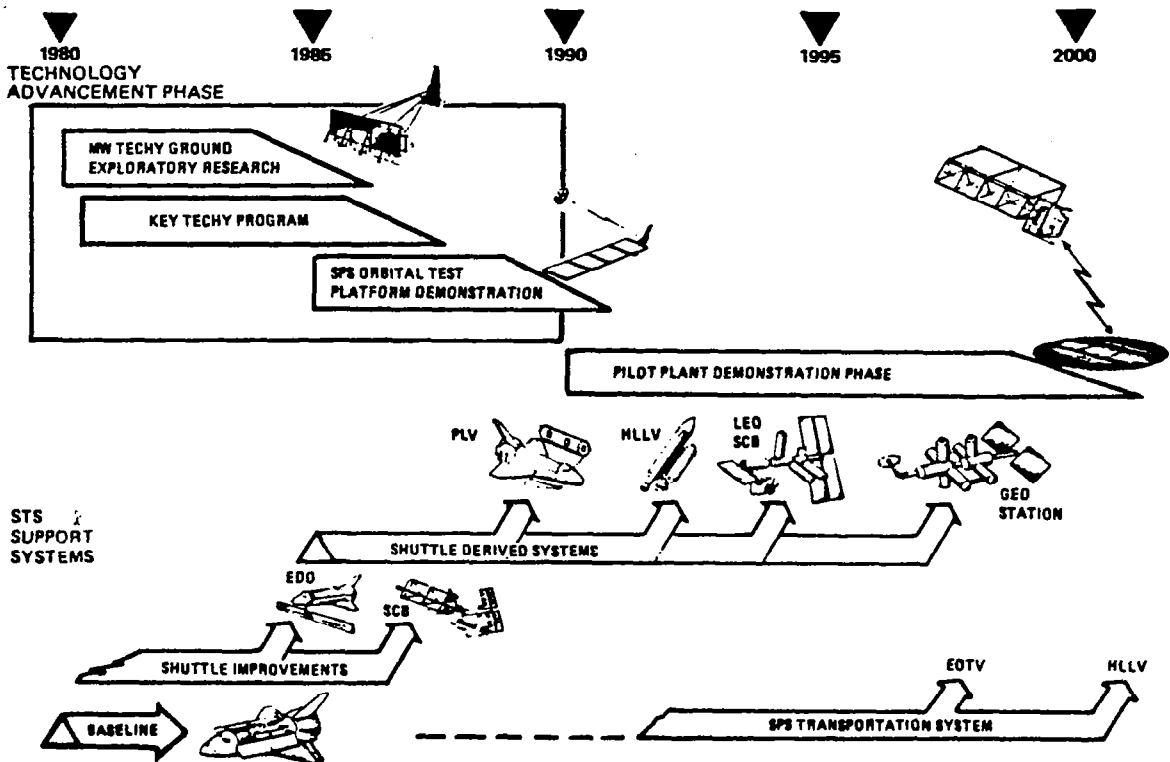 1980
1985
1990
1995
2000
TECHNOLOGY
ADVANCEMENT PHASE
MW TECHY GROUND
EXPLORATORY RESEARCH
KEY TECHY PROGRAM
SPS ORBITAL TEST
PLATFORM DEMONSTRATION
PILOT PLANT DEMONSTRATION PHASE
PLV
HLLV
LEO
SCB
GEO
STATION
STS
SUPPORT
SYSTEMS
SHUTTLE DERIVED SYSTEMS
EDO
SCB
SHUTTLE IMPROVEMENTS
EOTV
HLLV
BASELINE
SPS TRANSPORTATION SYSTEM